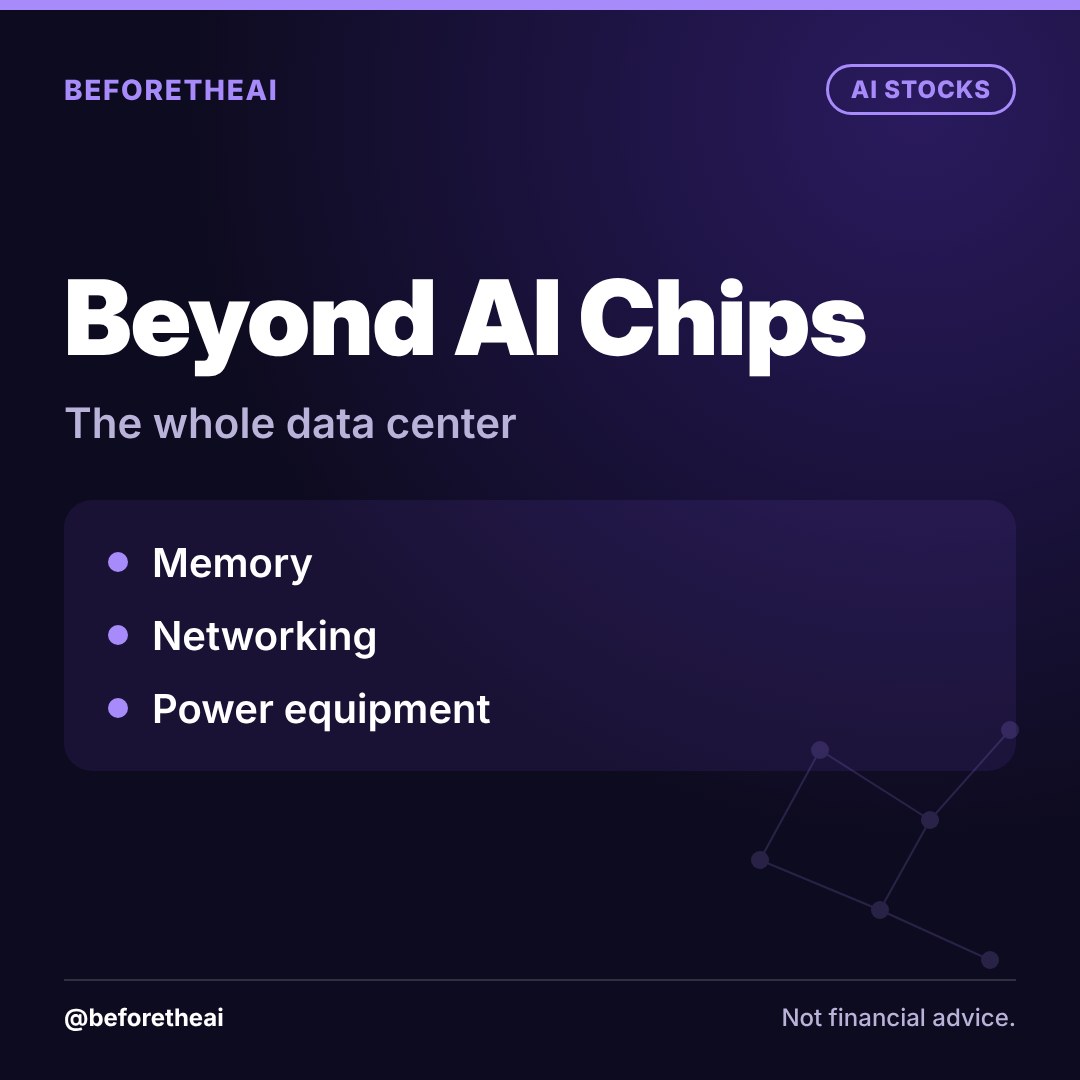 BEFORETHEAI
AI STOCKS
Beyond AI Chips
The whole data center
Memory
Networking
Power equipment
@beforetheai
Not financial advice.